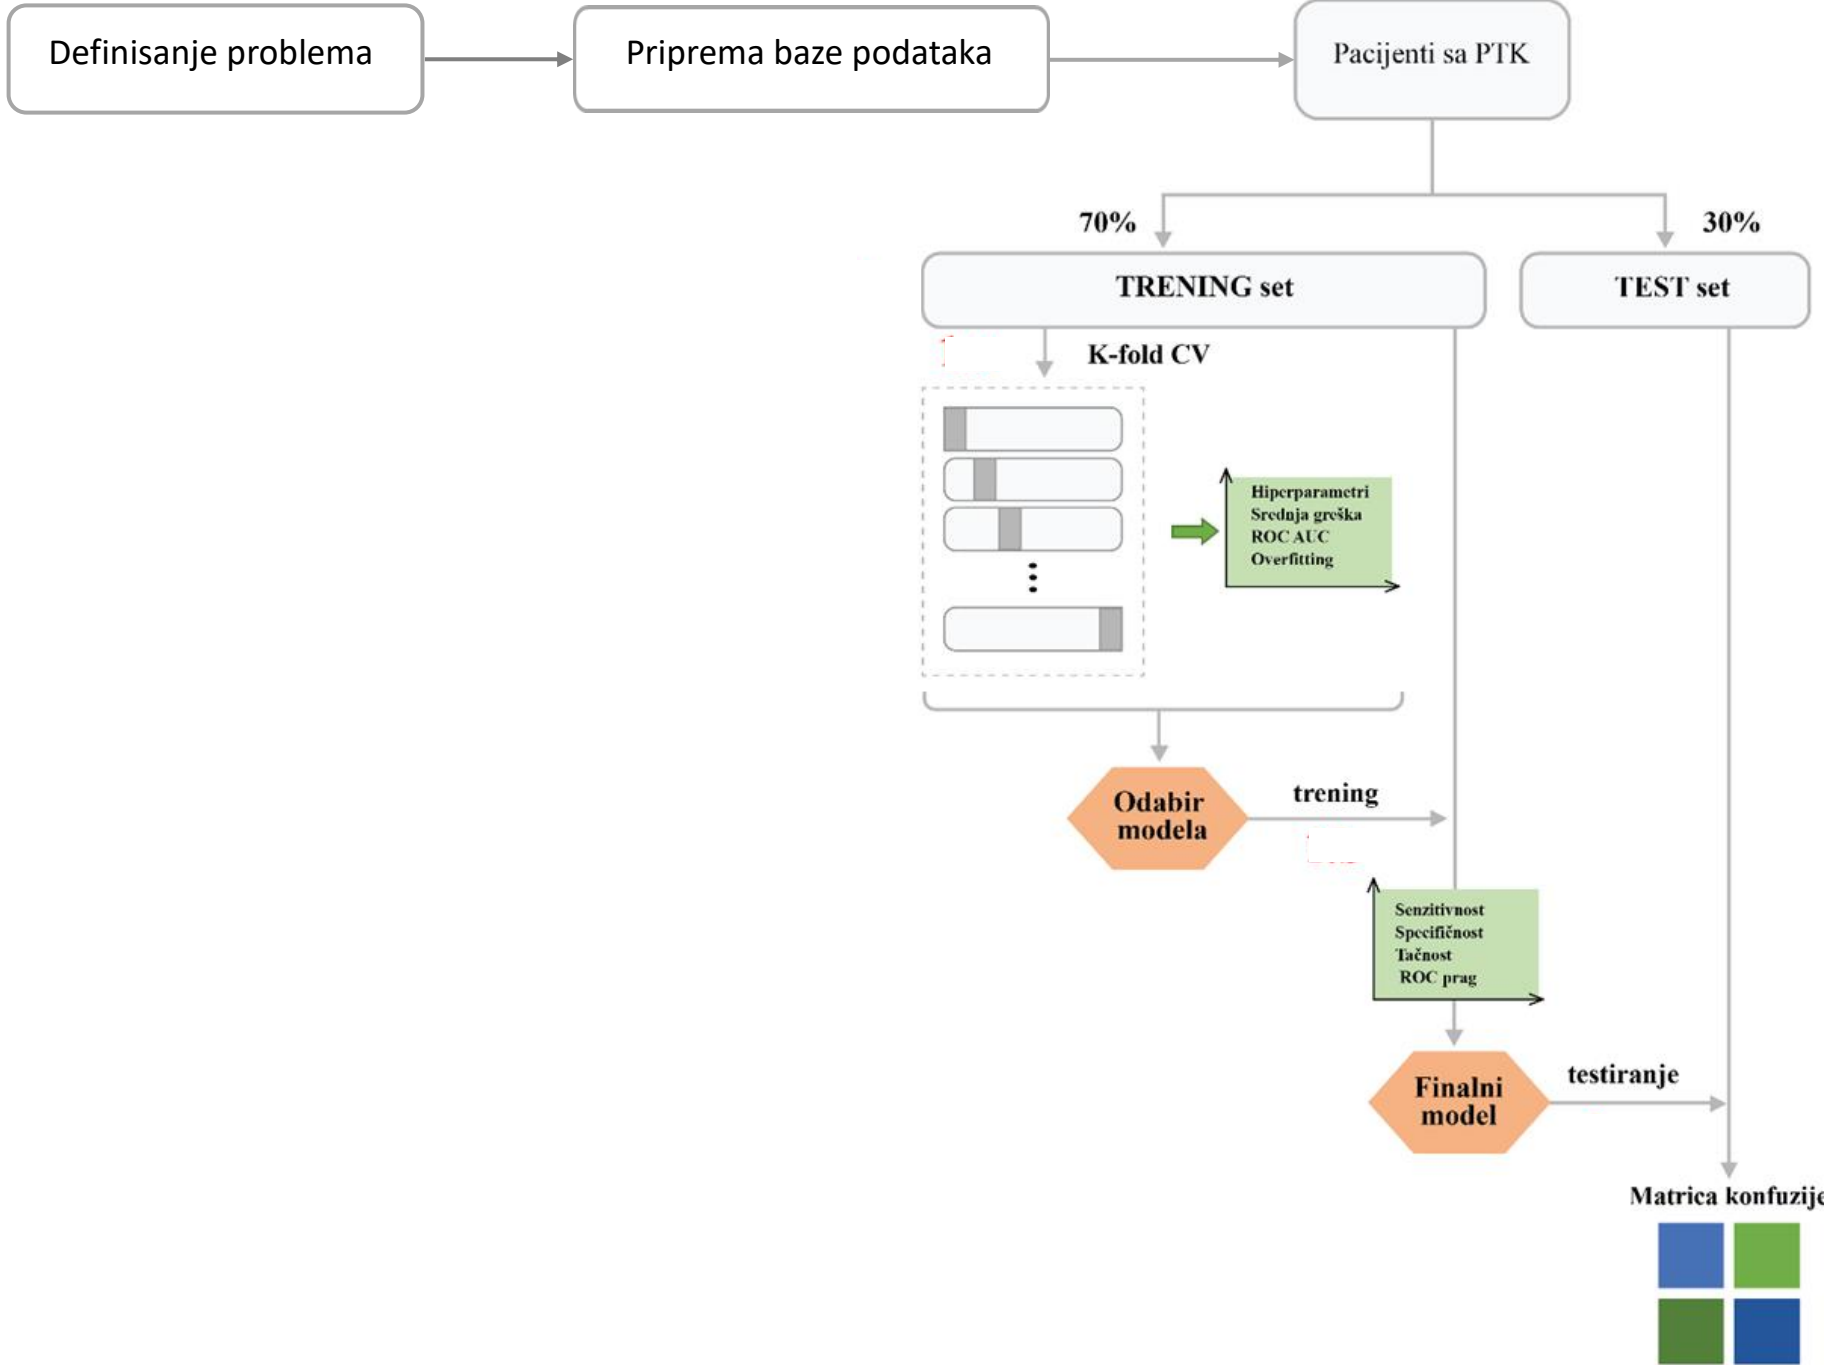 Definisanje problema
Priprema baze podataka
Pacijenti sa PTK
70%
30%
TRENING set
TEST set
K-fold CV
Hiperparametri
Srednja greška
ROC AUC
Overfitting
Odabir
modela
trening
Senzitivnost
Specifičnost
Tačnost
ROC prag
Finalni
model
testiranje
Matrica konfuzije